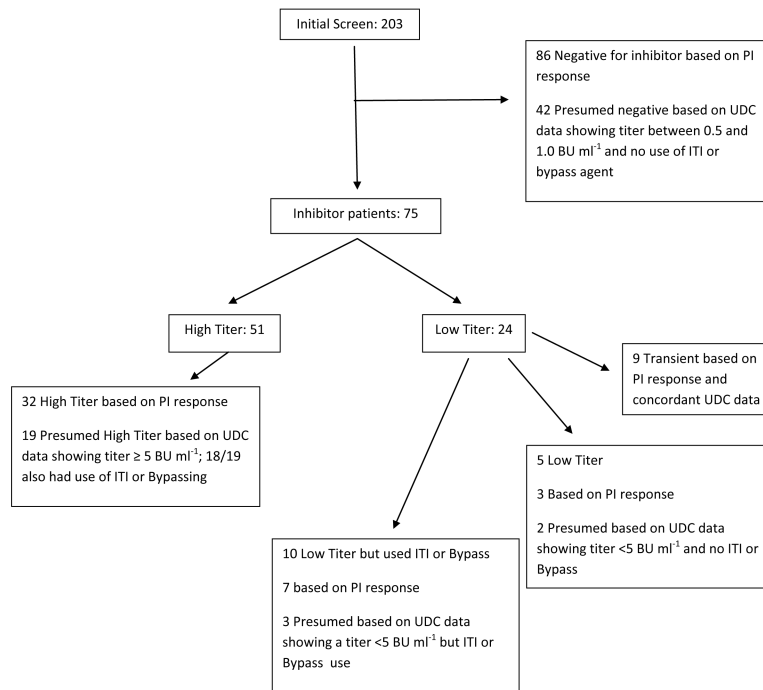 Initial Screen: 203
86 Negative for inhibitor based on PI
response
42 Presumed negative based on UDC
data showing titer between 0.5 and
1.0 BU ml⁻¹ and no use of ITI or
bypass agent
Inhibitor patients: 75
High Titer: 51
Low Titer: 24
9 Transient based on
PI response and
concordant UDC data
32 High Titer based on PI response
19 Presumed High Titer based on UDC
data showing titer ≥ 5 BU ml⁻¹; 18/19
also had use of ITI or Bypassing
5 Low Titer
3 Based on PI response
2 Presumed based on UDC data
showing titer <5 BU ml⁻¹ and no ITI or
Bypass
10 Low Titer but used ITI or Bypass
7 based on PI response
3 Presumed based on UDC data
showing a titer <5 BU ml⁻¹ but ITI or
Bypass use